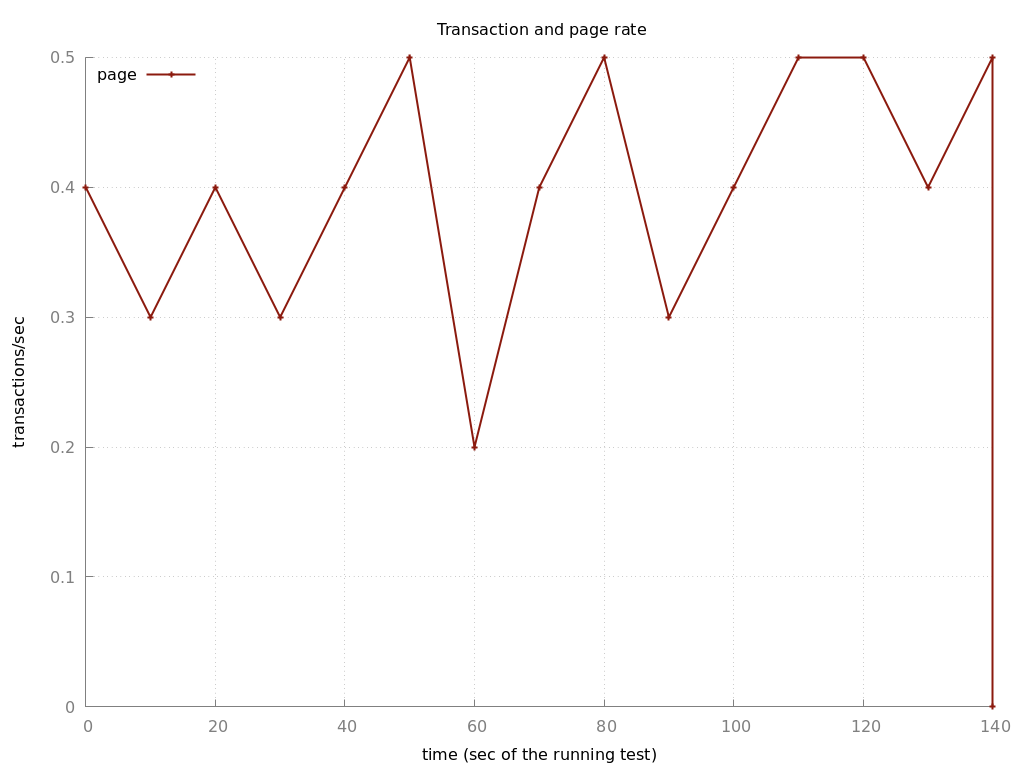 Transaction and page rate
0.5
page
0.4
0.3
transactions/sec
0.2
0.1
0
0 20 40 60 80 100 120 140
time (sec of the running test)